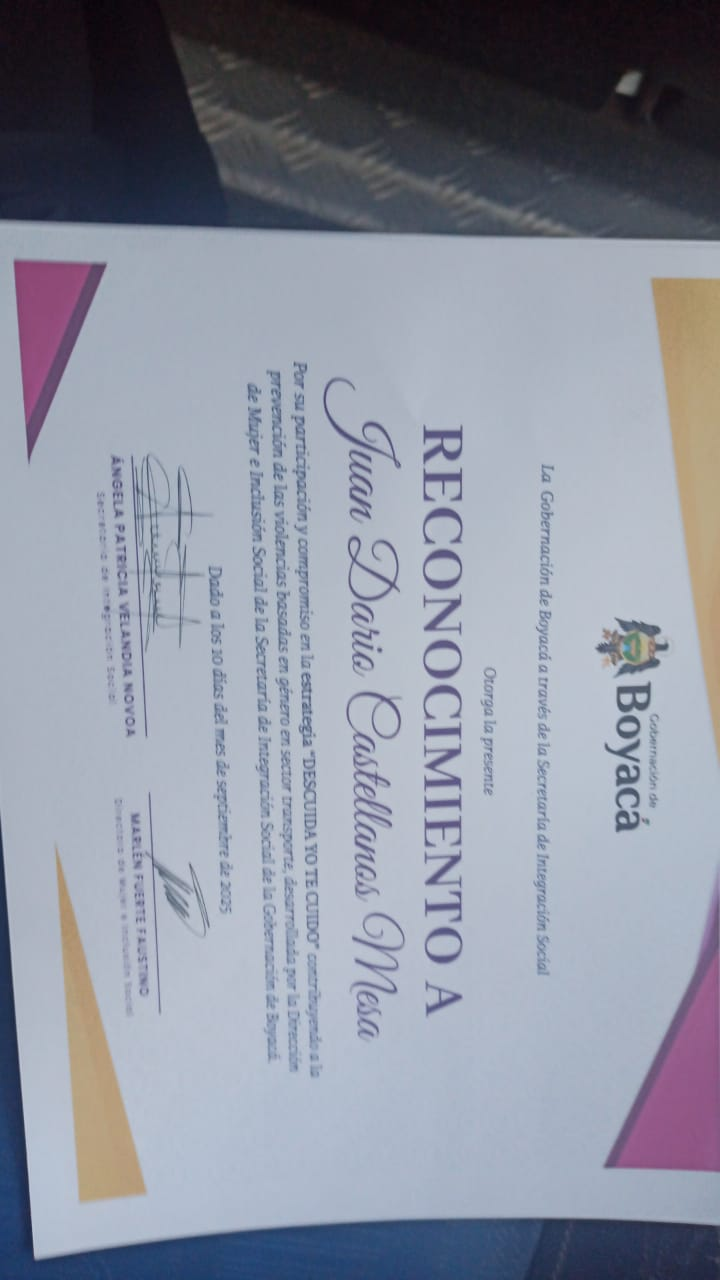 Gobernación de
Boyacá
La Gobernación de Boyacá a través de la Secretaría de Integración Social
Otorga la presente
RECONOCIMIENTO A
Juan Dario Castellanos Mesa
Por su participación y compromiso en la estrategia "DESCUIDA YO TE CUIDO" contribuyendo a la
prevención de las violencias basadas en género en sector transporte, desarrollada por la Dirección
de Mujer e Inclusión Social de la Secretaría de Integración Social de la Gobernación de Boyacá.
Dado a los 10 días del mes de septiembre de 2025
ÁNGELA PATRICIA VELANDIA NOVOA
Secretaria de Integración Social
MARLÉN FUERTE FAUSTINO
Directora de Mujer e Inclusión Social